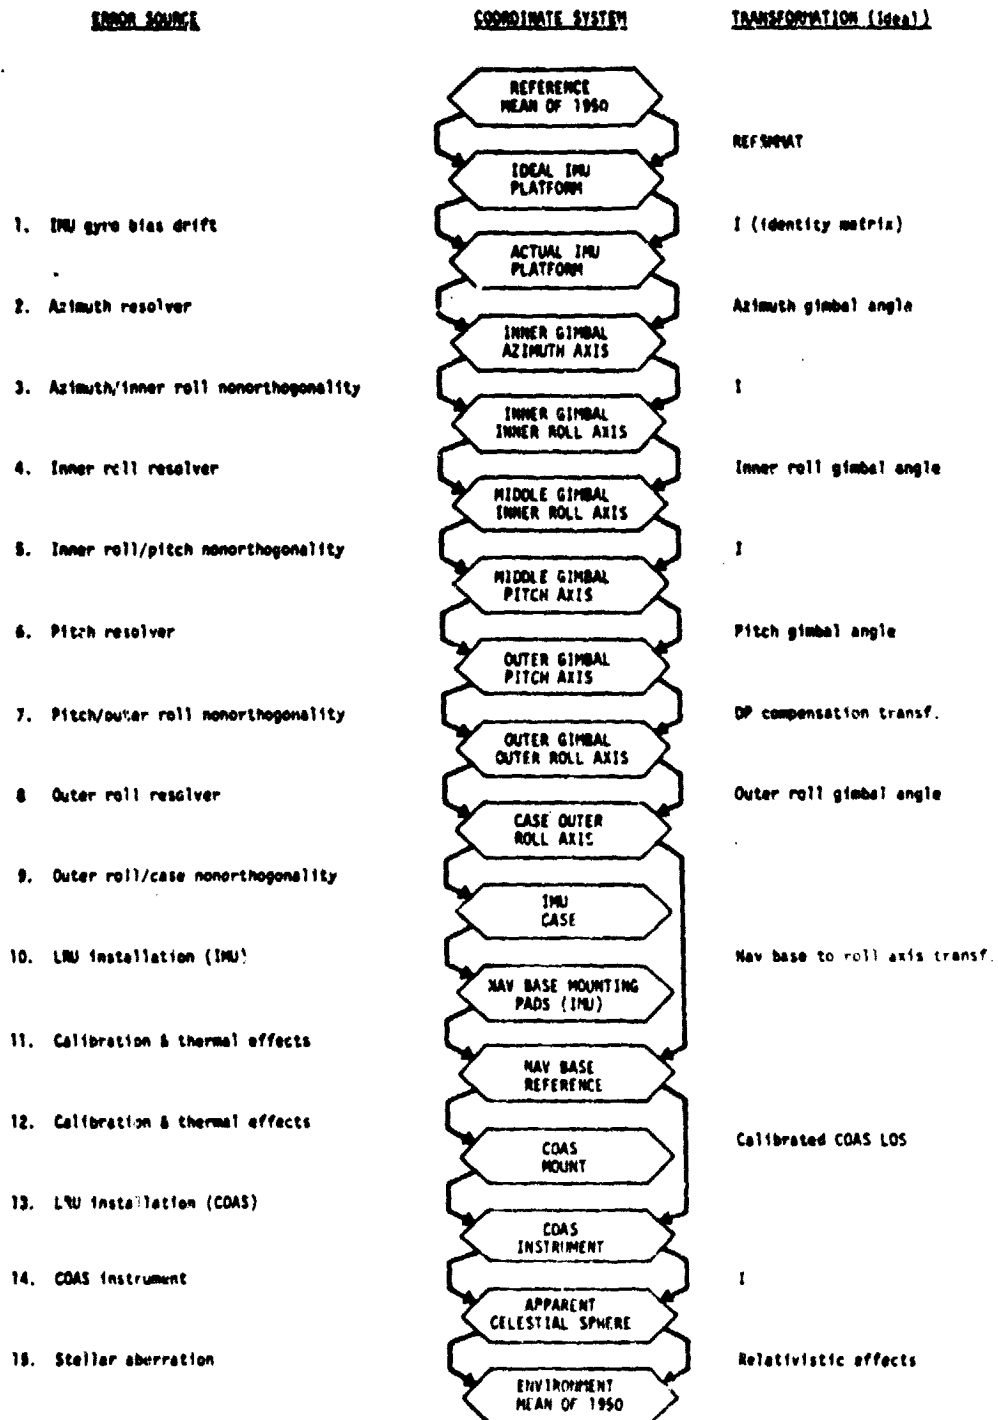 ERROR SOURCE COORDINATE SYSTEM TRANSFORMATION (ideal)
REFERENCE
MEAN OF 1950
REFSMMAT
IDEAL IMU
PLATFORM
1. IMU gyro bias drift I (identity matrix)
ACTUAL IMU
PLATFORM
2. Azimuth resolver Azimuth gimbal angle
INNER GIMBAL
AZIMUTH AXIS
3. Azimuth/inner roll nonorthogonality I
INNER GIMBAL
INNER ROLL AXIS
4. Inner roll resolver Inner roll gimbal angle
MIDDLE GIMBAL
INNER ROLL AXIS
5. Inner roll/pitch nonorthogonality I
MIDDLE GIMBAL
PITCH AXIS
6. Pitch resolver Pitch gimbal angle
OUTER GIMBAL
PITCH AXIS
7. Pitch/outer roll nonorthogonality DP compensation transf.
OUTER GIMBAL
OUTER ROLL AXIS
8 Outer roll resolver Outer roll gimbal angle
CASE OUTER
ROLL AXIS
9. Outer roll/case nonorthogonality
IMU
CASE
10. LRU installation (IMU) Nav base to roll axis transf.
NAV BASE MOUNTING
PADS (IMU)
11. Calibration & thermal effects
NAV BASE
REFERENCE
12. Calibration & thermal effects
Calibrated COAS LOS
COAS
MOUNT
13. LRU installation (COAS)
COAS
INSTRUMENT
14. COAS instrument I
APPARENT
CELESTIAL SPHERE
15. Stellar aberration Relativistic effects
ENVIRONMENT
MEAN OF 1950